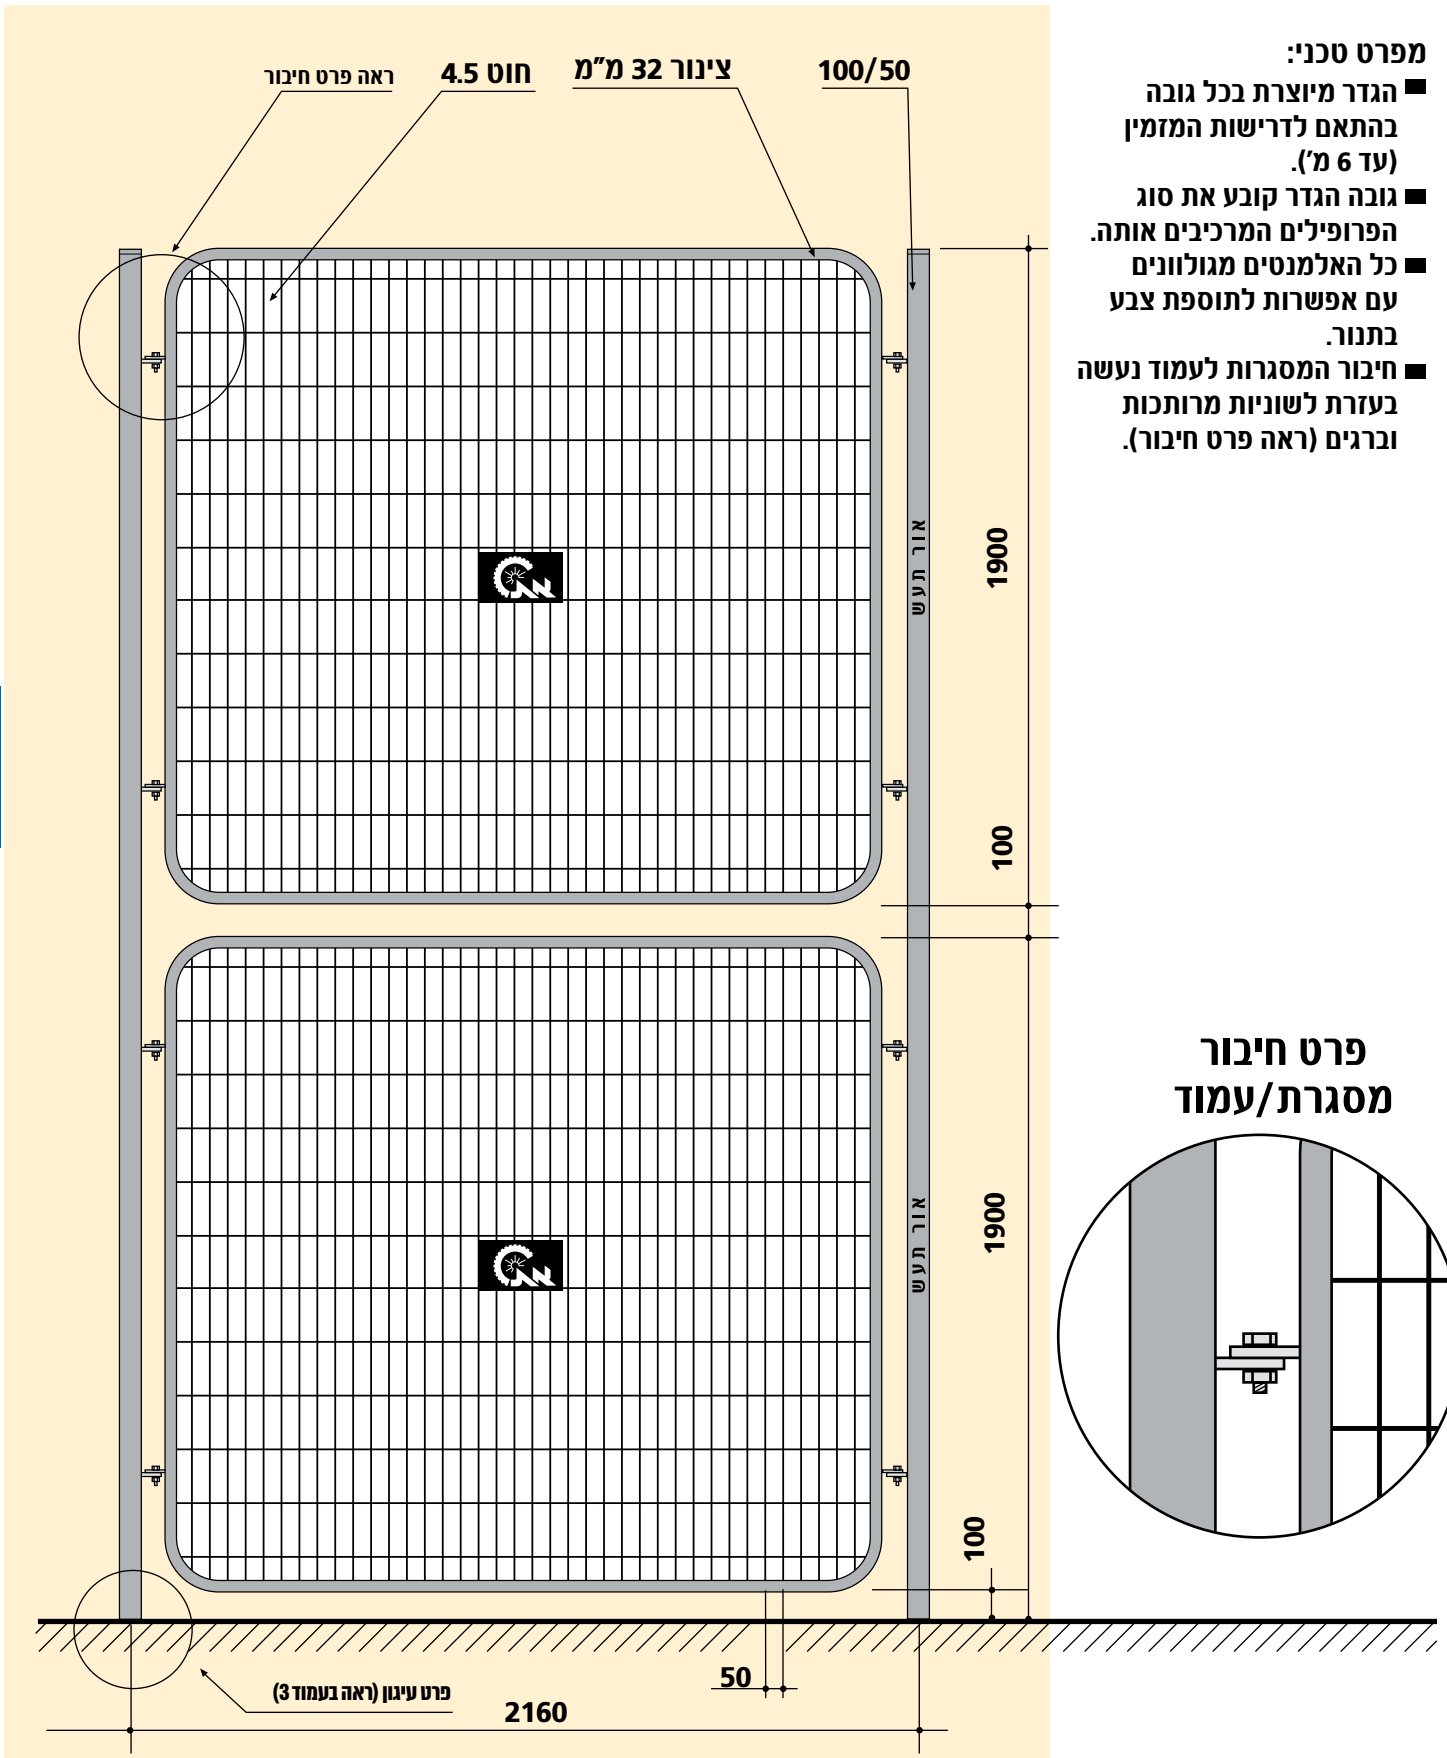 מפרט טכני:
הגדר מיוצרת בכל גובה
בהתאם לדרישות המזמין
(עד 6 מ').
גובה הגדר קובע את סוג
הפרופילים המרכיבים אותה.
כל האלמנטים מגולוונים
עם אפשרות לתוספת צבע
בתנור.
חיבור המסגרות לעמוד נעשה
בעזרת לשוניות מרותכות
וברגים (ראה פרט חיבור).
100/50
צינור 32 מ"מ
חוט 4.5
ראה פרט חיבור
אור תעש
1900
100
פרט חיבור
מסגרת/עמוד
אור תעש
1900
100
50
פרט עיגון (ראה בעמוד 3)
2160